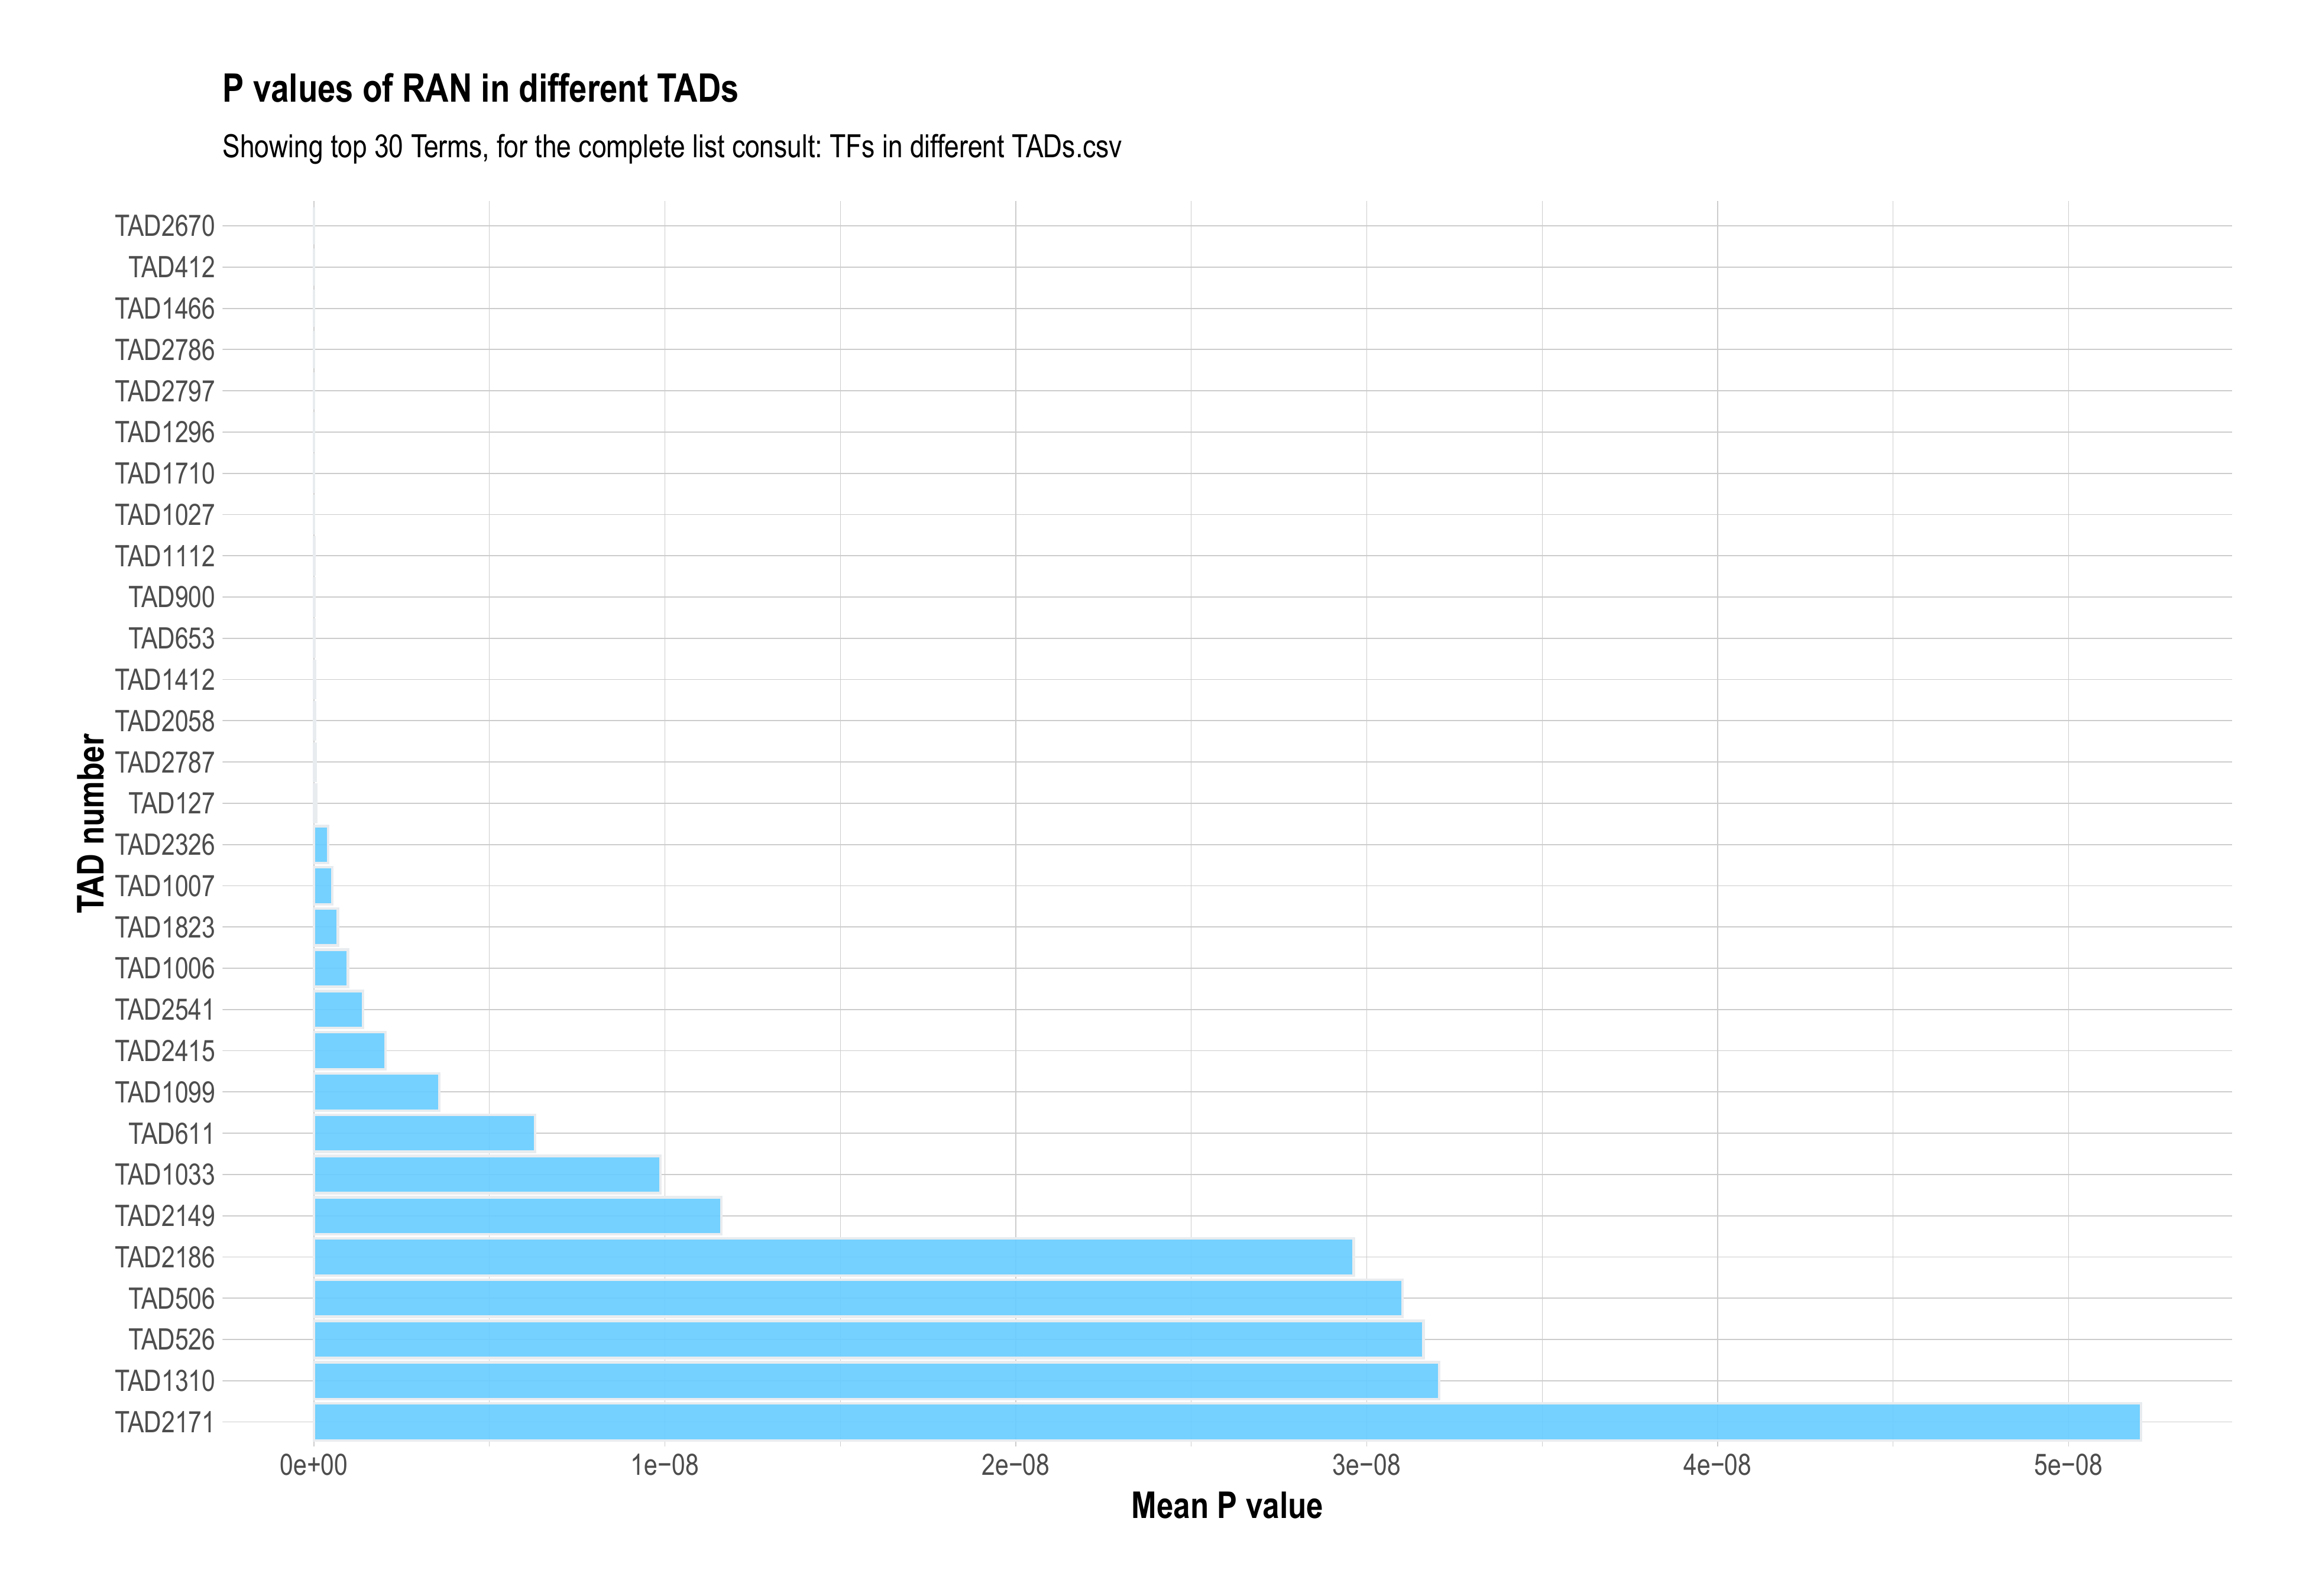 P values of RAN in different TADs
Showing top 30 Terms, for the complete list consult: TFs in different TADs.csv
TAD number
TAD2670
TAD412
TAD1466
TAD2786
TAD2797
TAD1296
TAD1710
TAD1027
TAD1112
TAD900
TAD653
TAD1412
TAD2058
TAD2787
TAD127
TAD2326
TAD1007
TAD1823
TAD1006
TAD2541
TAD2415
TAD1099
TAD611
TAD1033
TAD2149
TAD2186
TAD506
TAD526
TAD1310
TAD2171
0e+00 1e−08 2e−08 3e−08 4e−08 5e−08
Mean P value